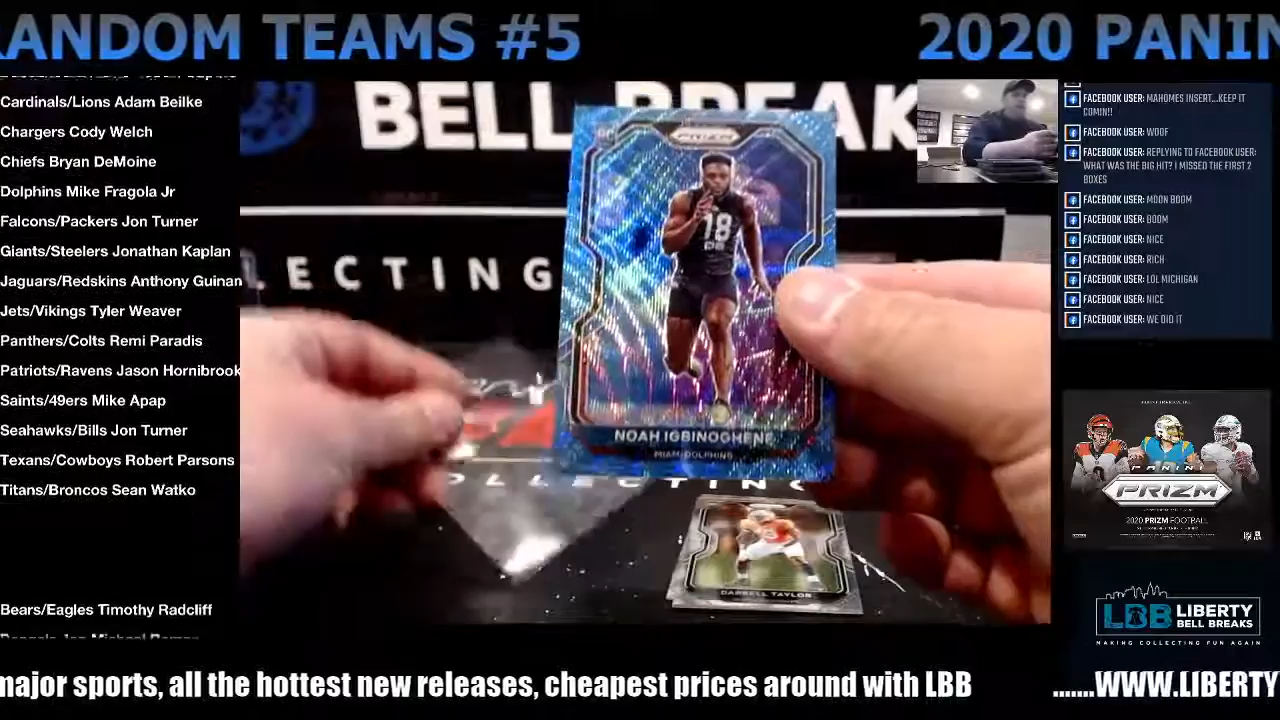 ANDOM TEAMS #5
2020 PANIN
Cardinals/Lions Adam Beilke
Chargers Cody Welch
Chiefs Bryan DeMoine
Dolphins Mike Fragola Jr
Falcons/Packers Jon Turner
Giants/Steelers Jonathan Kaplan
Jaguars/Redskins Anthony Guinan
Jets/Vikings Tyler Weaver
Panthers/Colts Remi Paradis
Patriots/Ravens Jason Hornibrook
Saints/49ers Mike Apap
Seahawks/Bills Jon Turner
Texans/Cowboys Robert Parsons
Titans/Broncos Sean Watko
Bears/Eagles Timothy Radcliff
BELL BREAK
LECTING
PRIZM
18
DB
NOAH IGBINOGHENE
MIAMI DOLPHINS
OLLECTING
DARRELL TAYLOR
FACEBOOK USER: MAHOMES INSERT...KEEP IT
COMIN!!
FACEBOOK USER: WOOF
FACEBOOK USER: REPLYING TO FACEBOOK USER:
WHAT WAS THE BIG HIT? I MISSED THE FIRST 2
BOXES
FACEBOOK USER: MOON BOOM
FACEBOOK USER: BOOM
FACEBOOK USER: NICE
FACEBOOK USER: RICH
FACEBOOK USER: LOL MICHIGAN
FACEBOOK USER: NICE
FACEBOOK USER: WE DID IT
PANINI
PRIZM
2020 PRIZM FOOTBALL
LBB LIBERTY
BELL BREAKS
MAKING COLLECTING FUN AGAIN
major sports, all the hottest new releases, cheapest prices around with LBB
.......WWW.LIBERTY